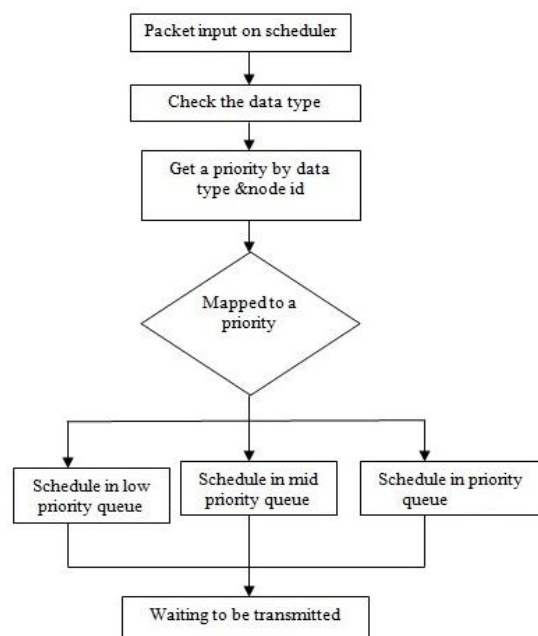 Packet input on scheduler
Check the data type
Get a priority by data
type &node id
Mapped to a
priority
Schedule in low
priority queue
Schedule in mid
priority queue
Schedule in priority
queue
Waiting to be transmitted